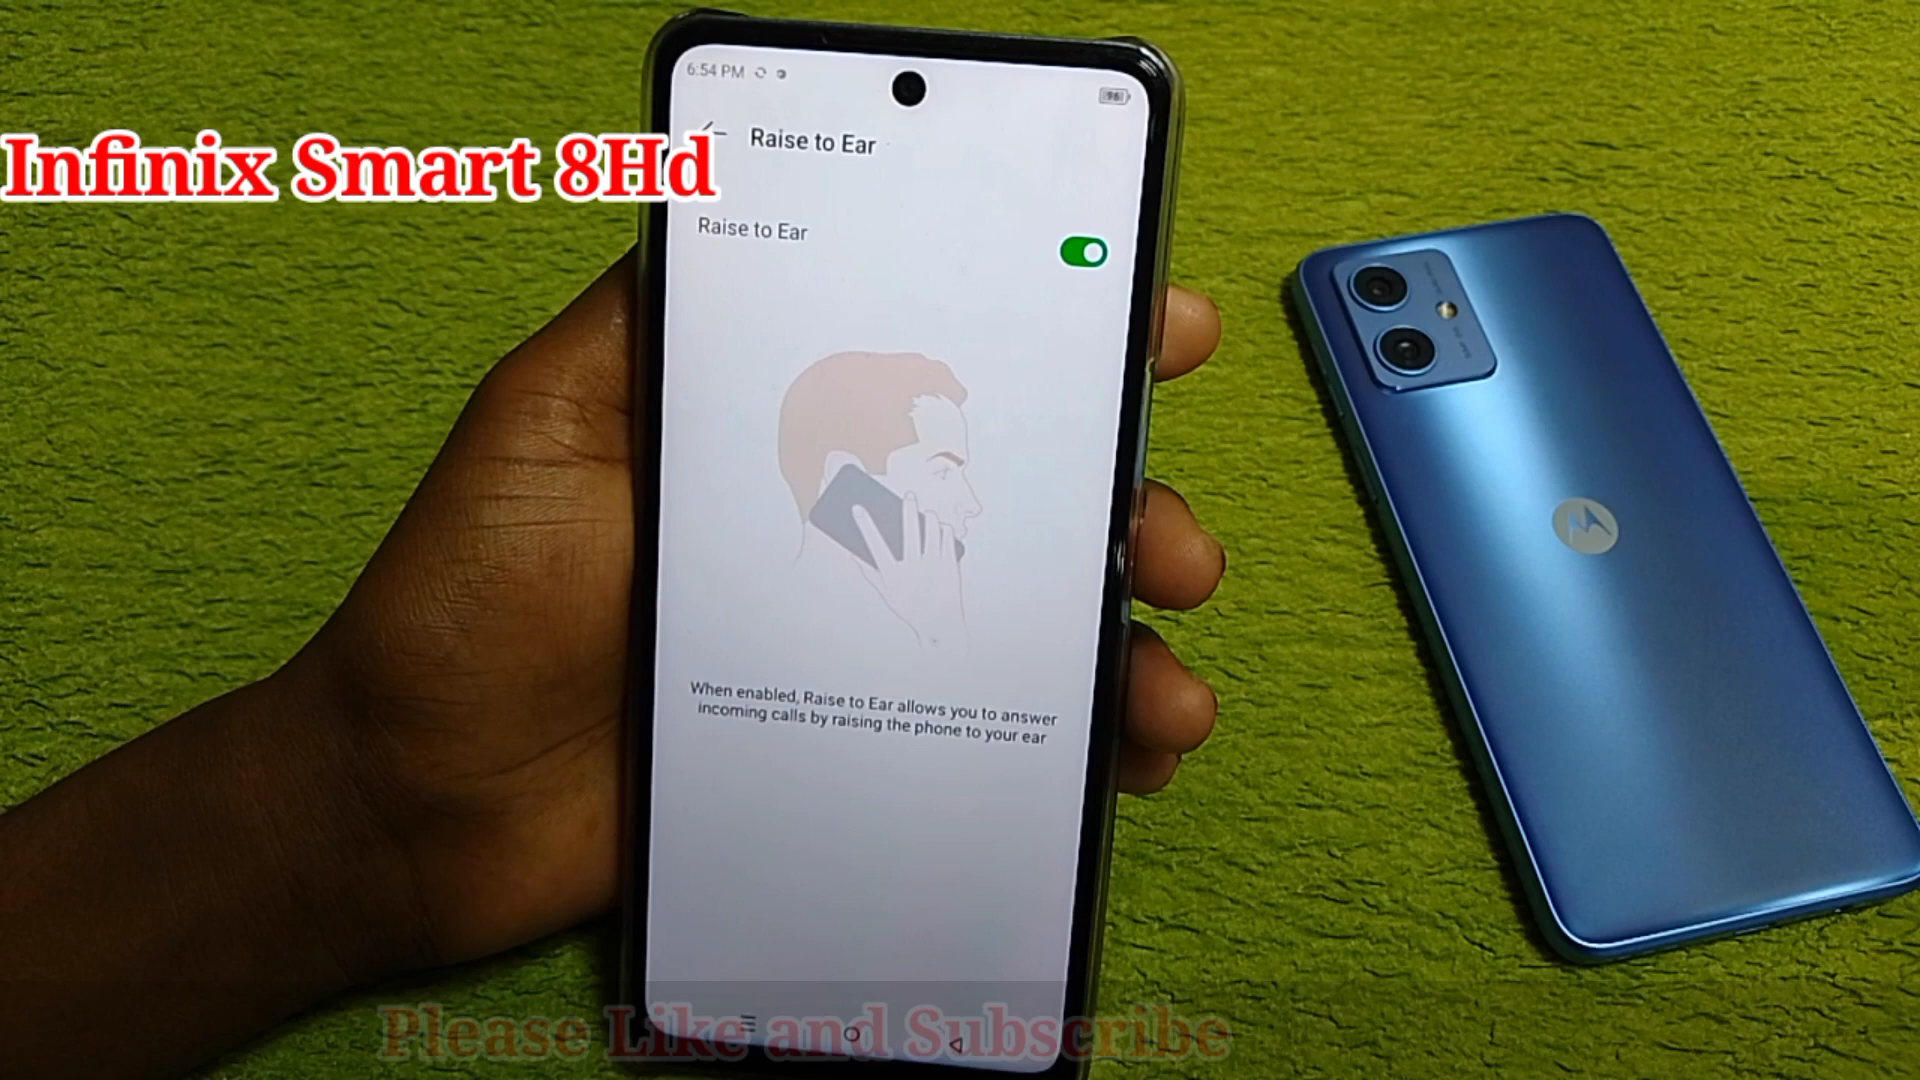 6:54 PM
96
Raise to Ear
Infinix Smart 8Hd
Raise to Ear
When enabled, Raise to Ear allows you to answer
incoming calls by raising the phone to your ear
Please Like and Subscribe